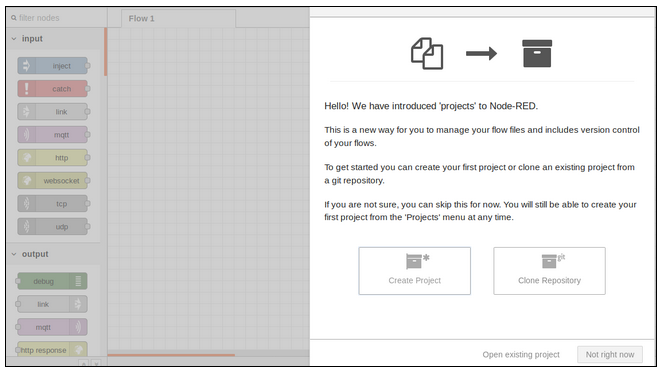 filter nodes
Flow 1
input
inject
catch
link
mqtt
http
websocket
tcp
udp
output
debug
link
mqtt
http response
Hello! We have introduced 'projects' to Node-RED.
This is a new way for you to manage your flow files and includes version control
of your flows.
To get started you can create your first project or clone an existing project from
a git repository.
If you are not sure, you can skip this for now. You will still be able to create your
first project from the 'Projects' menu at any time.
Create Project
git
Clone Repository
Open existing project
Not right now